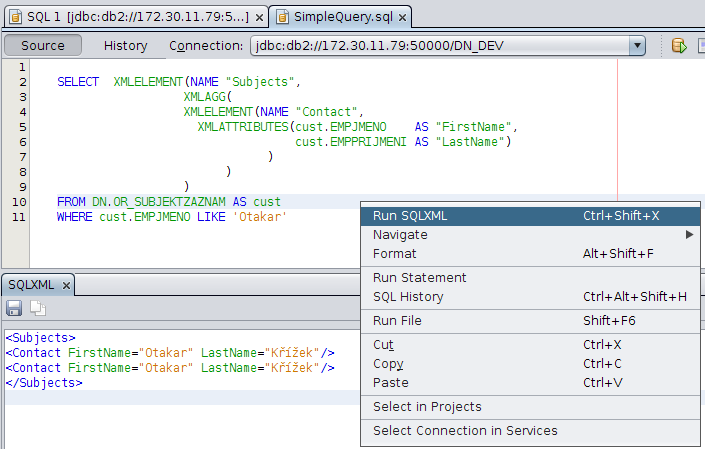 SQL 1 [jdbc:db2://172.30.11.79:5...] SimpleQuery.sql
Source History Connection: jdbc:db2://172.30.11.79:50000/DN_DEV
1
2 SELECT XMLELEMENT(NAME "Subjects",
3 XMLAGG(
4 XMLELEMENT(NAME "Contact",
5 XMLATTRIBUTES(cust.EMPJMENO AS "FirstName",
6 cust.EMPPRIJMENI AS "LastName")
7 )
8 )
9 )
10 FROM DN.OR_SUBJEKTZAZNAM AS cust
11 WHERE cust.EMPJMENO LIKE 'Otakar'
Run SQLXML Ctrl+Shift+X
Navigate
Format Alt+Shift+F
Run Statement
SQL History Ctrl+Alt+Shift+H
Run File Shift+F6
Cut Ctrl+X
Copy Ctrl+C
Paste Ctrl+V
Select in Projects
Select Connection in Services
SQLXML
<Subjects>
<Contact FirstName="Otakar" LastName="Křížek"/>
<Contact FirstName="Otakar" LastName="Křížek"/>
</Subjects>